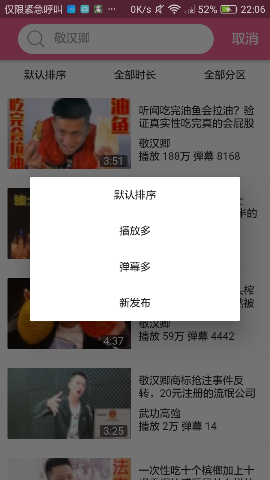 仅限紧急呼叫 ··· 0K/s 52% 22:06
敬汉卿 取消
默认排序 全部时长 全部分区
吃完 油鱼
听闻吃完油鱼会拉油？验
证真实性吃完真的会屁股
敬汉卿
播放 188万 弹幕 8168
3:51
默认排序
播放多
弹幕多
新发布
敬汉卿
播放 59万 弹幕 4442
4:37
敬汉卿商标抢注事件反
转，20元注册的流氓公司
武功高強
播放 2万 弹幕 14
3:25
一次性吃十个槟榔加上十